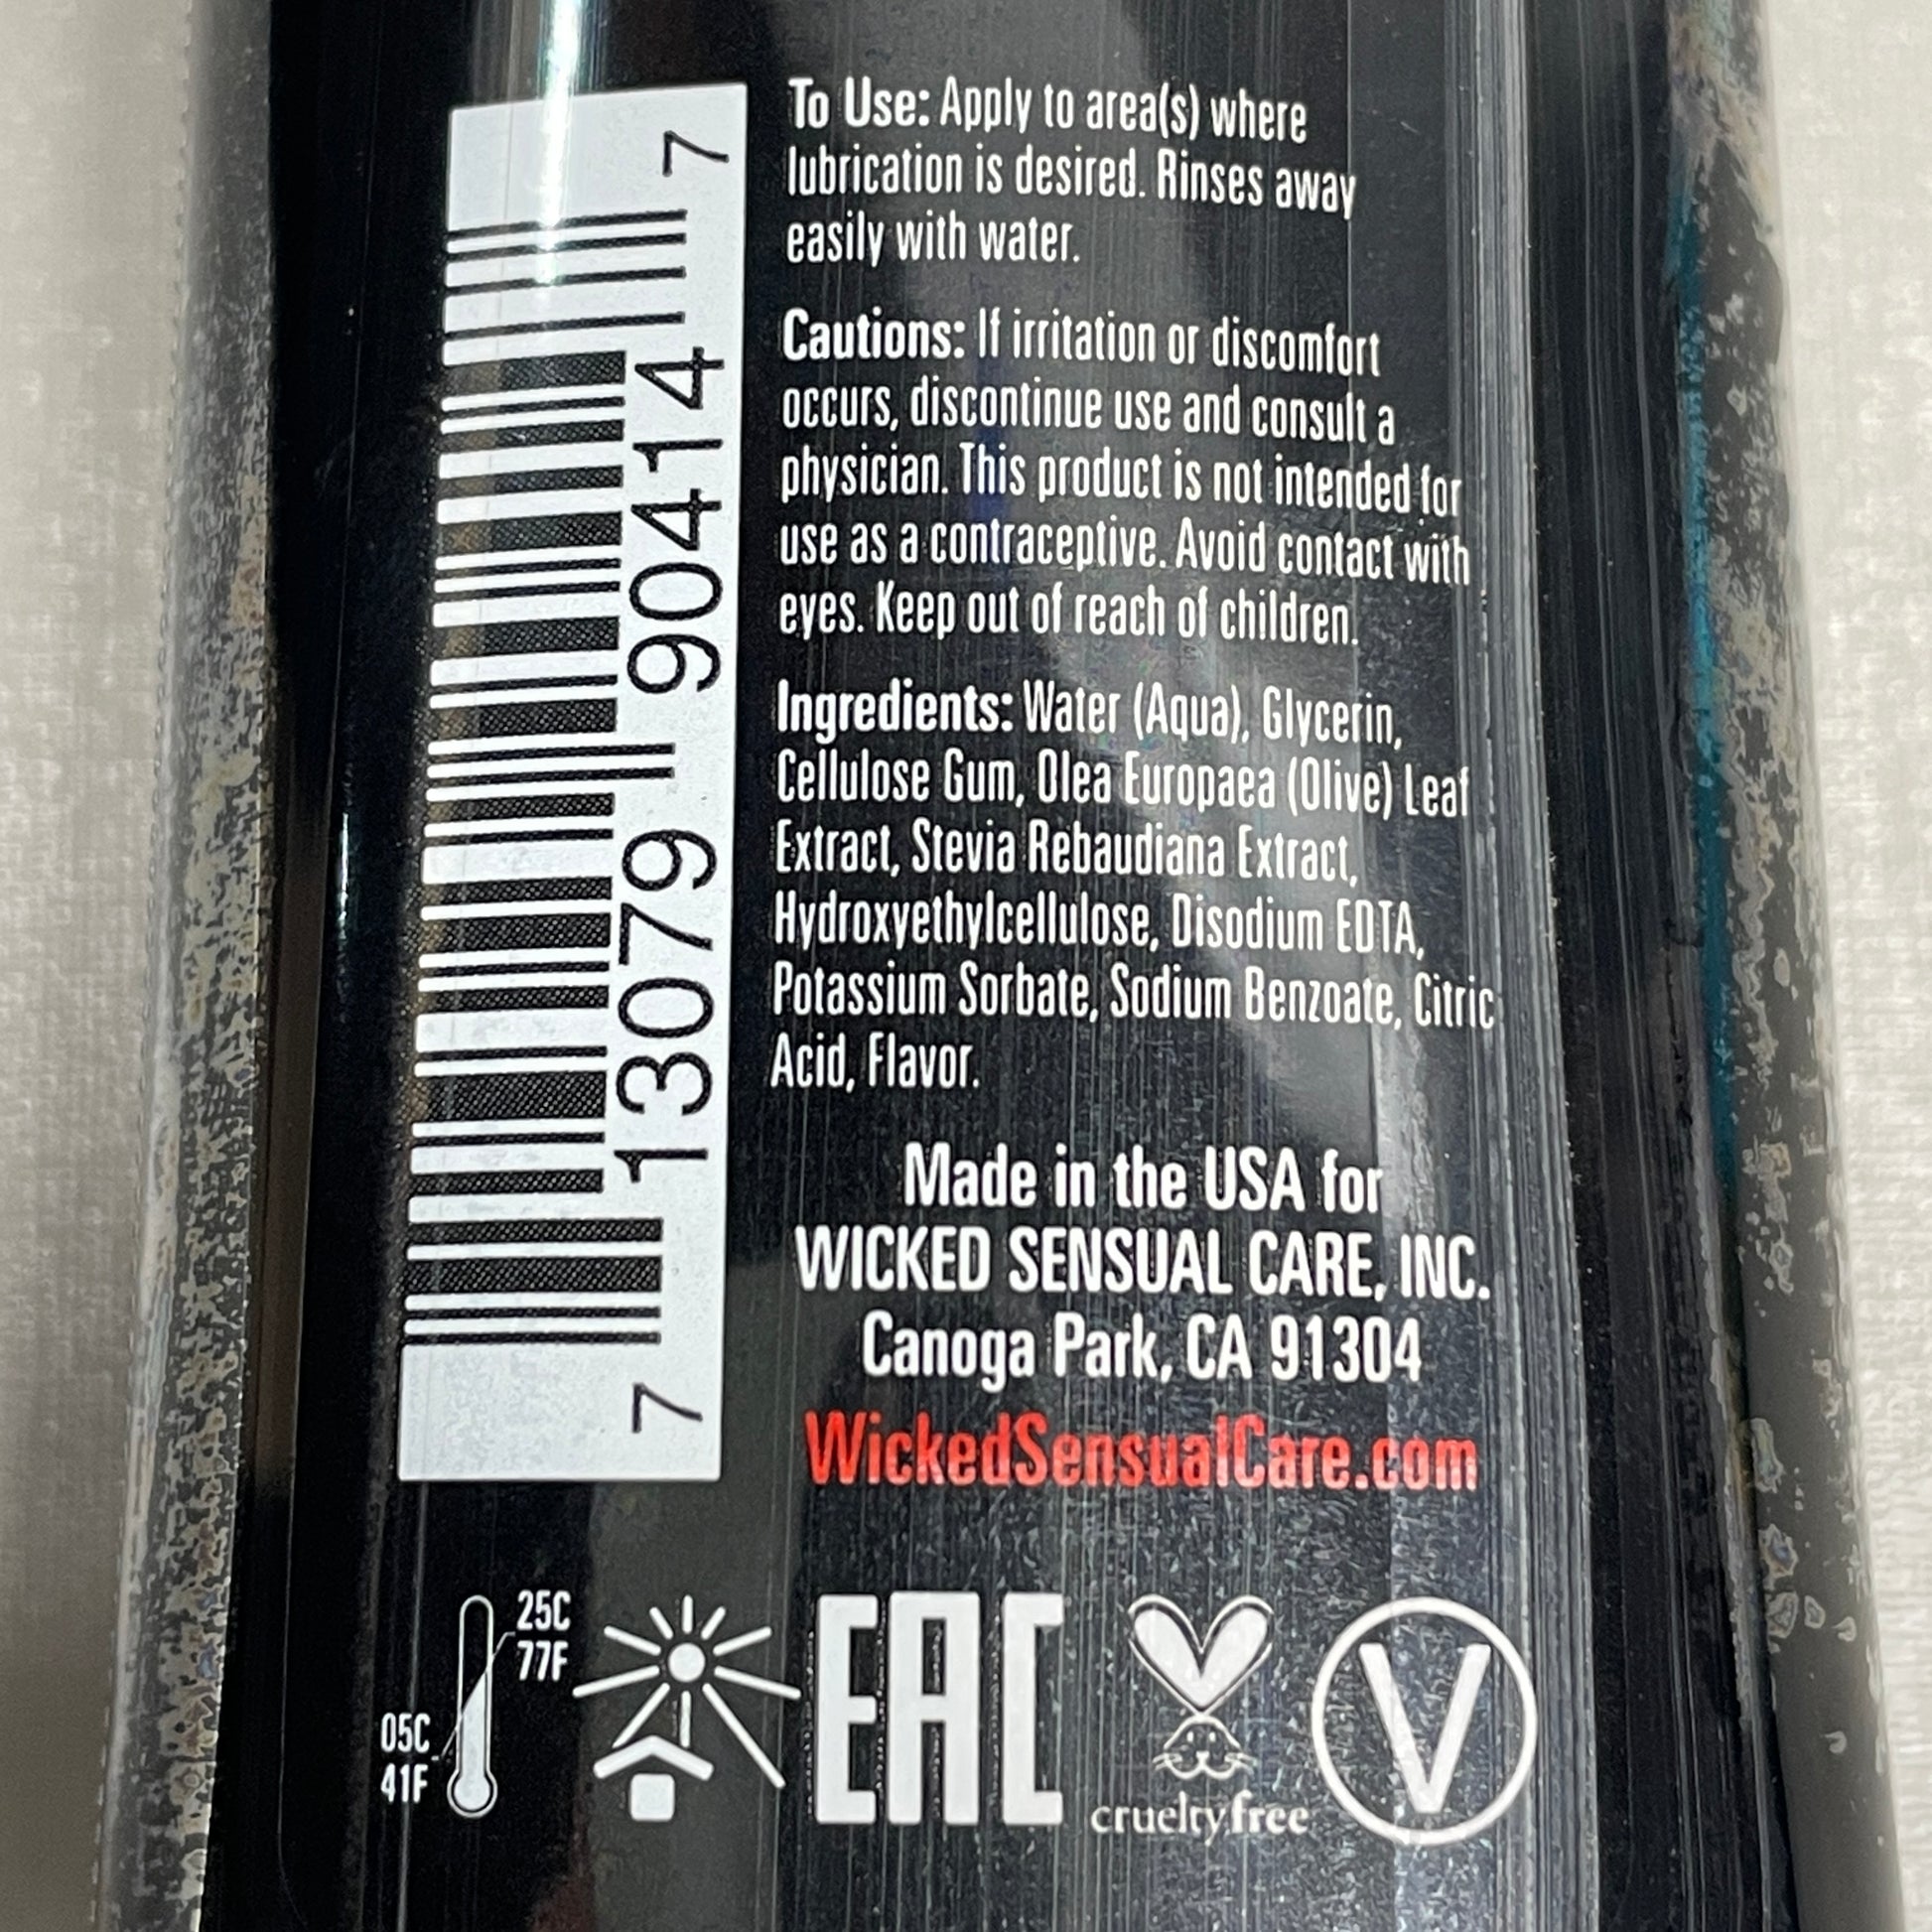 To Use: Apply to area(s) where
lubrication is desired. Rinses away
easily with water.
Cautions: If irritation or discomfort
occurs, discontinue use and consult a
physician. This product is not intended for
use as a contraceptive. Avoid contact with
eyes. Keep out of reach of children.
Ingredients: Water (Aqua), Glycerin,
Cellulose Gum, Olea Europaea (Olive) Leaf
Extract, Stevia Rebaudiana Extract,
Hydroxyethylcellulose, Disodium EDTA,
Potassium Sorbate, Sodium Benzoate, Citric
Acid, Flavor.
Made in the USA for
WICKED SENSUAL CARE, INC.
Canoga Park, CA 91304
WickedSensualCare.com
7 13079 90414 7
25C
77F
05C
41F
EAC
crueltyfree
V